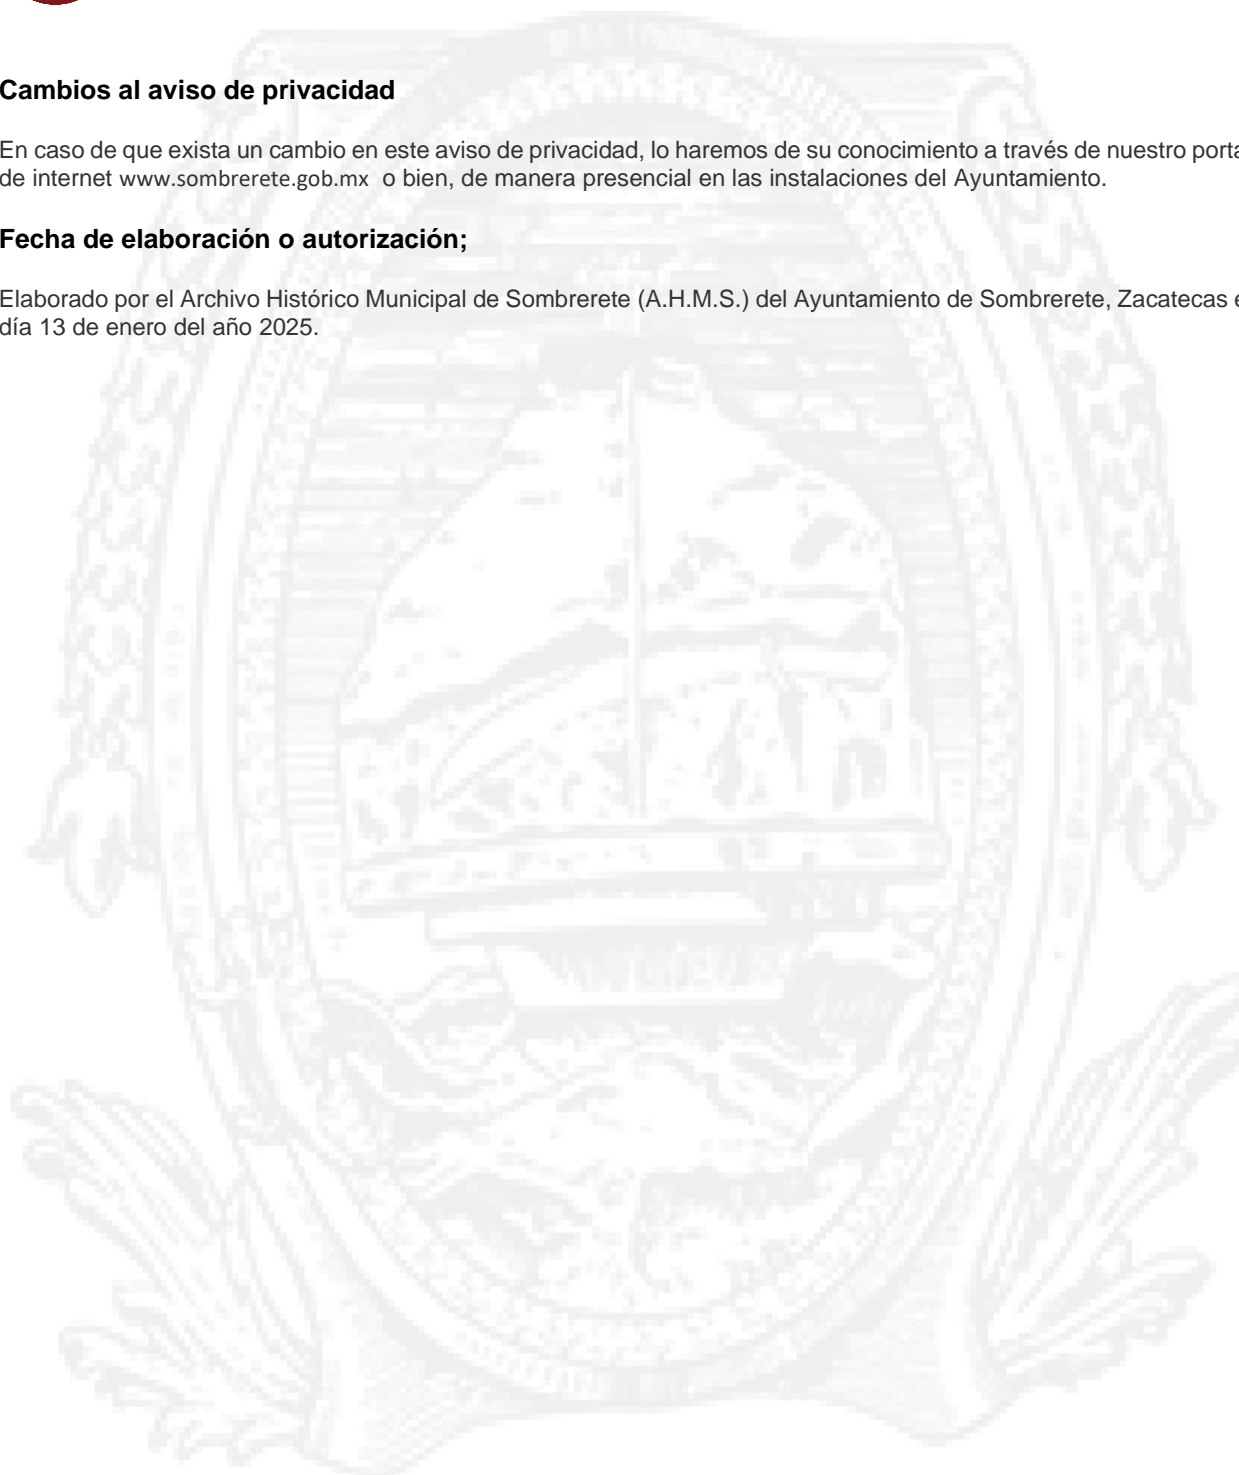 Cambios al aviso de privacidad
En caso de que exista un cambio en este aviso de privacidad, lo haremos de su conocimiento a través de nuestro porta
de internet www.sombrerete.gob.mx o bien, de manera presencial en las instalaciones del Ayuntamiento.
Fecha de elaboración o autorización;
Elaborado por el Archivo Histórico Municipal de Sombrerete (A.H.M.S.) del Ayuntamiento de Sombrerete, Zacatecas e
día 13 de enero del año 2025.